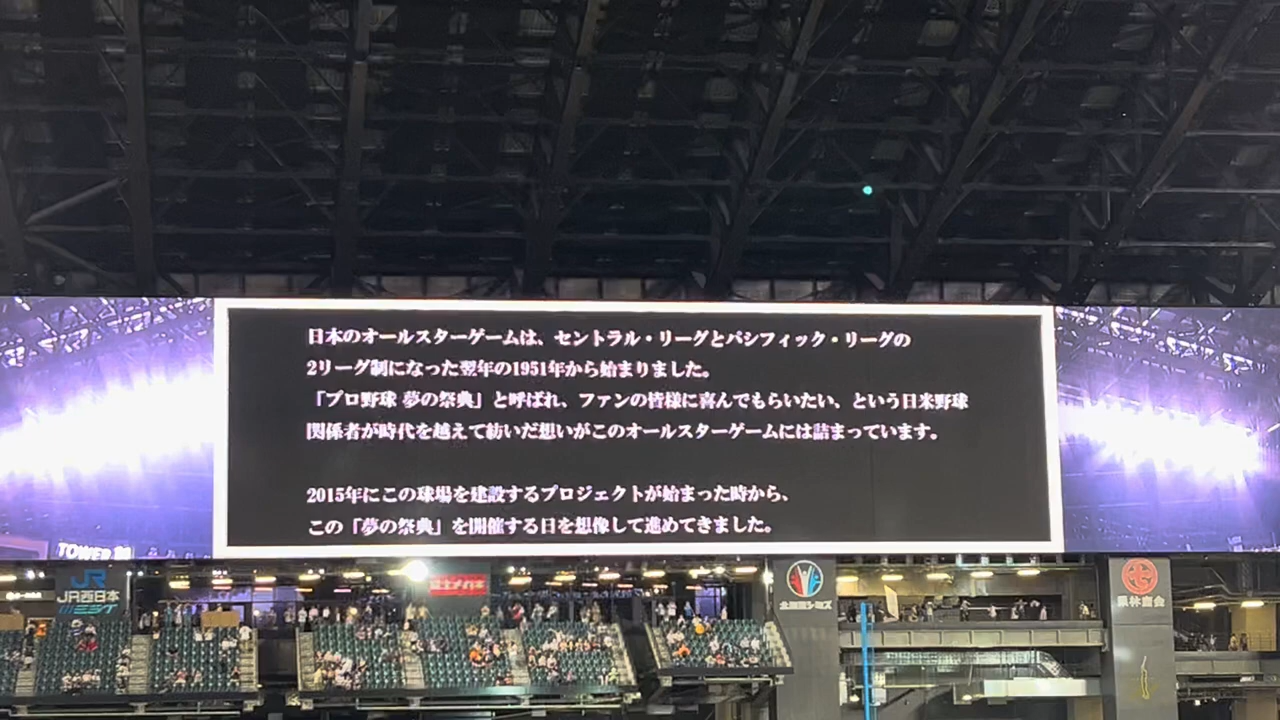 日本のオールスターゲームは、セントラル・リーグとパシフィック・リーグの
2リーグ制になった翌年の1951年から始まりました。
「プロ野球 夢の祭典」と呼ばれ、ファンの皆様に喜んでもらいたい、という日米野球
関係者が時代を越えて紡いだ想いがこのオールスターゲームには詰まっています。
2015年にこの球場を建設するプロジェクトが始まった時から、
この「夢の祭典」を開催する日を想像して進めてきました。
TOWER
JR
JR西日本
富士メガネ
栗林商会